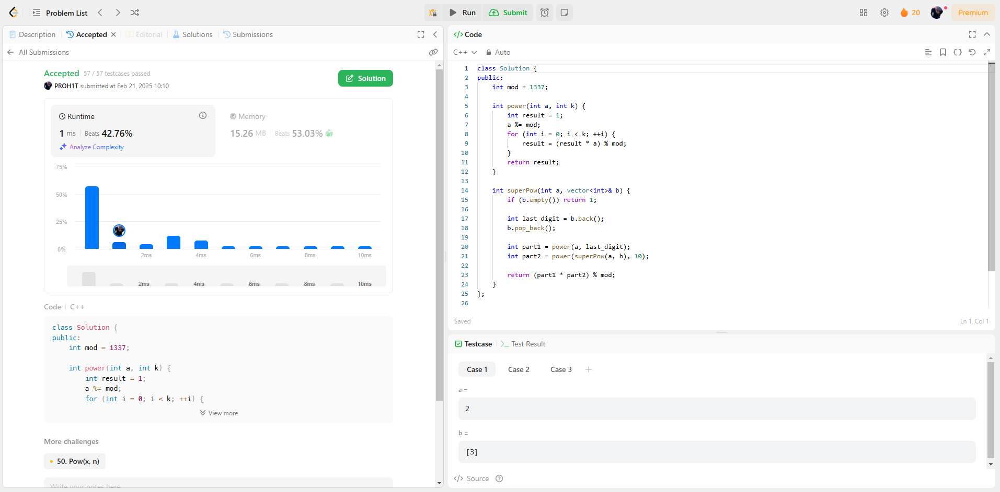 Problem List
Run
Submit
20
Premium
Description
Accepted
Editorial
Solutions
Submissions
All Submissions
Accepted 57 / 57 testcases passed
PROH1T submitted at Feb 21, 2025 10:10
Solution
Runtime
1 ms Beats 42.76%
Analyze Complexity
Memory
15.26 MB Beats 53.03%
75%
50%
25%
0%
2ms 4ms 6ms 8ms 10ms
2ms 4ms 6ms 8ms 10ms
Code C++
class Solution {
public:
    int mod = 1337;
    int power(int a, int k) {
        int result = 1;
        a %= mod;
        for (int i = 0; i < k; ++i) {
View more
More challenges
50. Pow(x, n)
Write your notes here
</> Code
C++ Auto
1 class Solution {
2 public:
3     int mod = 1337;
4
5     int power(int a, int k) {
6         int result = 1;
7         a %= mod;
8         for (int i = 0; i < k; ++i) {
9             result = (result * a) % mod;
10         }
11         return result;
12     }
13
14     int superPow(int a, vector<int>& b) {
15         if (b.empty()) return 1;
16
17         int last_digit = b.back();
18         b.pop_back();
19
20         int part1 = power(a, last_digit);
21         int part2 = power(superPow(a, b), 10);
22
23         return (part1 * part2) % mod;
24     }
25 };
26
Saved
Ln 1, Col 1
Testcase
Test Result
Case 1
Case 2
Case 3
a =
2
b =
[3]
</> Source